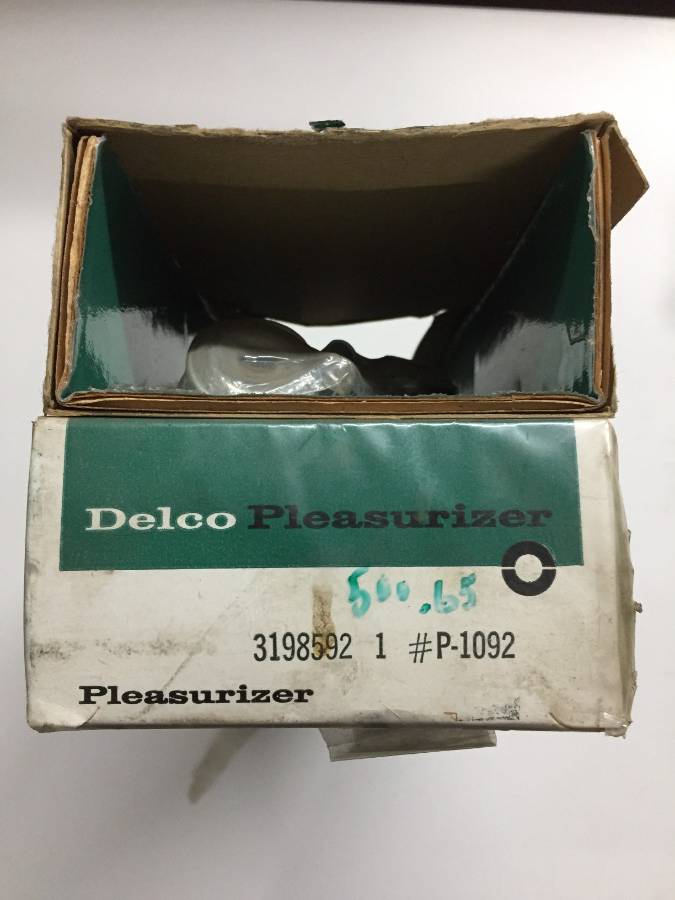 Delco Pleasurizer
500.65
3198592 1 #P-1092
Pleasurizer